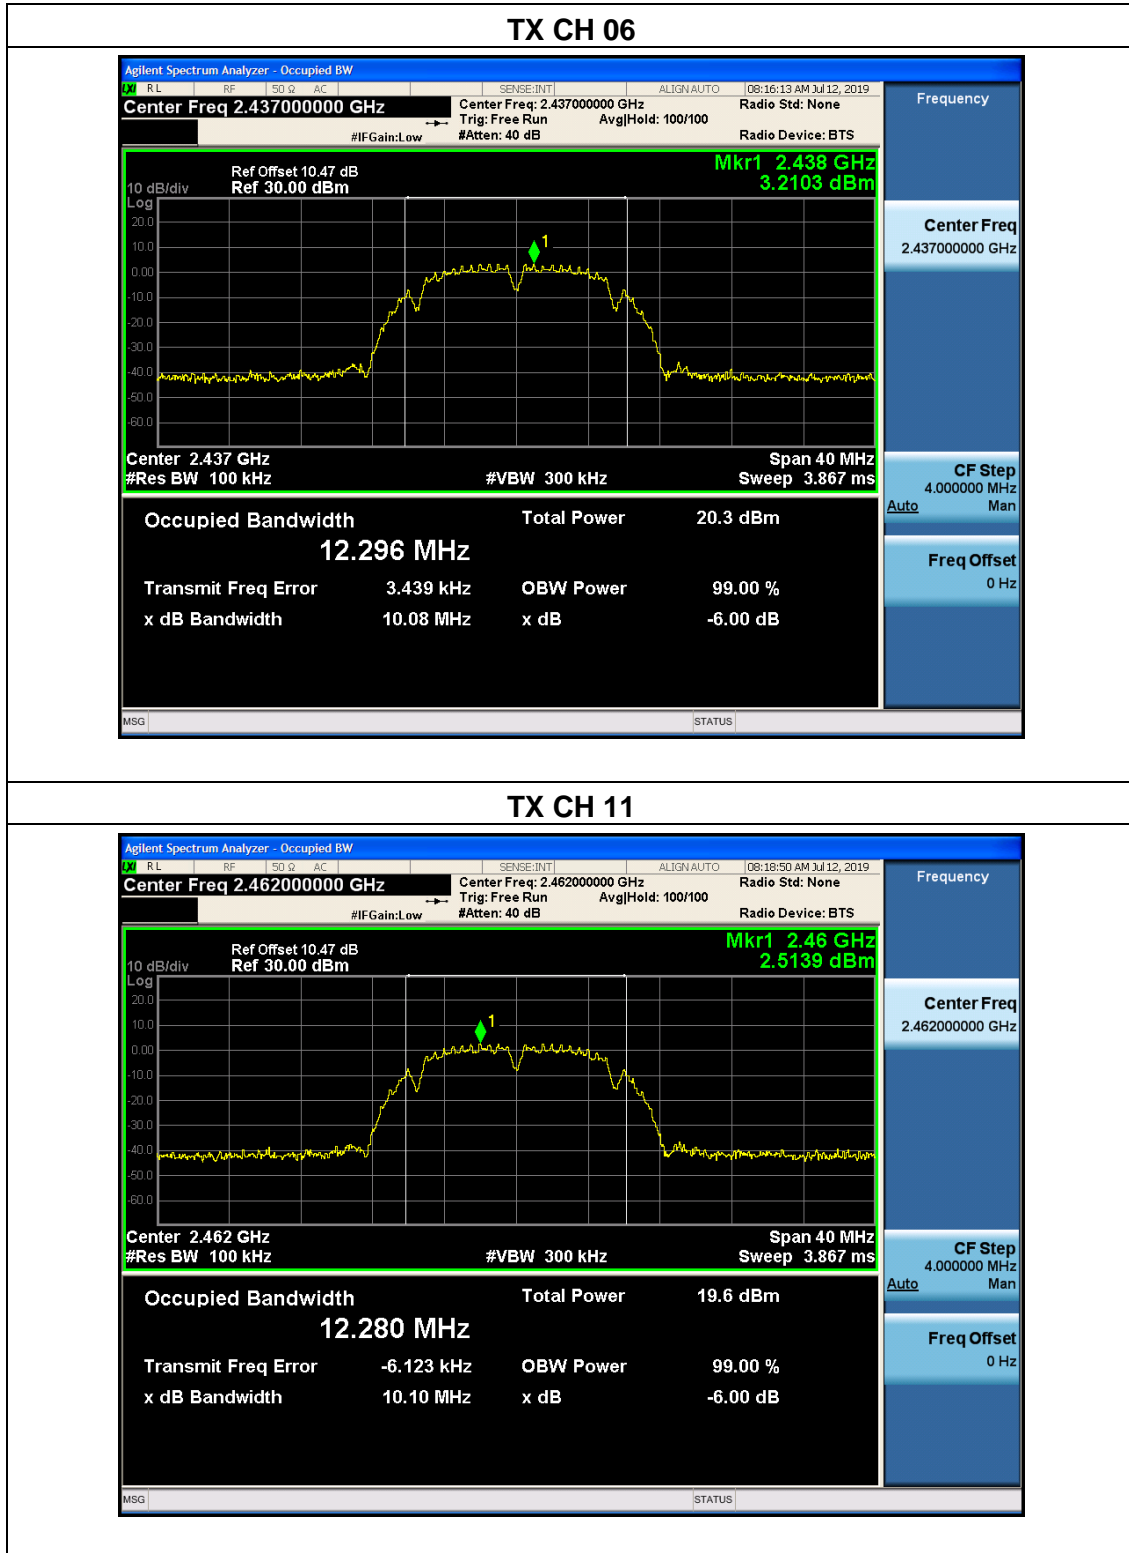 TX CH 06
Agilent Spectrum Analyzer - Occupied BW
LXI RL RF 50 Ω AC SENSE:INT ALIGN AUTO 08:16:13 AM Jul 12, 2019
Center Freq 2.437000000 GHz
Center Freq: 2.437000000 GHz Radio Std: None
Trig: Free Run Avg|Hold: 100/100
#IFGain:Low #Atten: 40 dB Radio Device: BTS
Frequency
Mkr1 2.438 GHz
3.2103 dBm
Ref Offset 10.47 dB
10 dB/div Ref 30.00 dBm
Log
20.0
10.0
0.00
-10.0
-20.0
-30.0
-40.0
-50.0
-60.0
1
Center 2.437 GHz Span 40 MHz
#Res BW 100 kHz #VBW 300 kHz Sweep 3.867 ms
Center Freq
2.437000000 GHz
CF Step
4.000000 MHz
Auto Man
Freq Offset
0 Hz
Occupied Bandwidth Total Power 20.3 dBm
12.296 MHz
Transmit Freq Error 3.439 kHz OBW Power 99.00 %
x dB Bandwidth 10.08 MHz x dB -6.00 dB
MSG STATUS
TX CH 11
Agilent Spectrum Analyzer - Occupied BW
LXI RL RF 50 Ω AC SENSE:INT ALIGN AUTO 08:18:50 AM Jul 12, 2019
Center Freq 2.462000000 GHz
Center Freq: 2.462000000 GHz Radio Std: None
Trig: Free Run Avg|Hold: 100/100
#IFGain:Low #Atten: 40 dB Radio Device: BTS
Frequency
Mkr1 2.46 GHz
2.5139 dBm
Ref Offset 10.47 dB
10 dB/div Ref 30.00 dBm
Log
20.0
10.0
0.00
-10.0
-20.0
-30.0
-40.0
-50.0
-60.0
1
Center 2.462 GHz Span 40 MHz
#Res BW 100 kHz #VBW 300 kHz Sweep 3.867 ms
Center Freq
2.462000000 GHz
CF Step
4.000000 MHz
Auto Man
Freq Offset
0 Hz
Occupied Bandwidth Total Power 19.6 dBm
12.280 MHz
Transmit Freq Error -6.123 kHz OBW Power 99.00 %
x dB Bandwidth 10.10 MHz x dB -6.00 dB
MSG STATUS